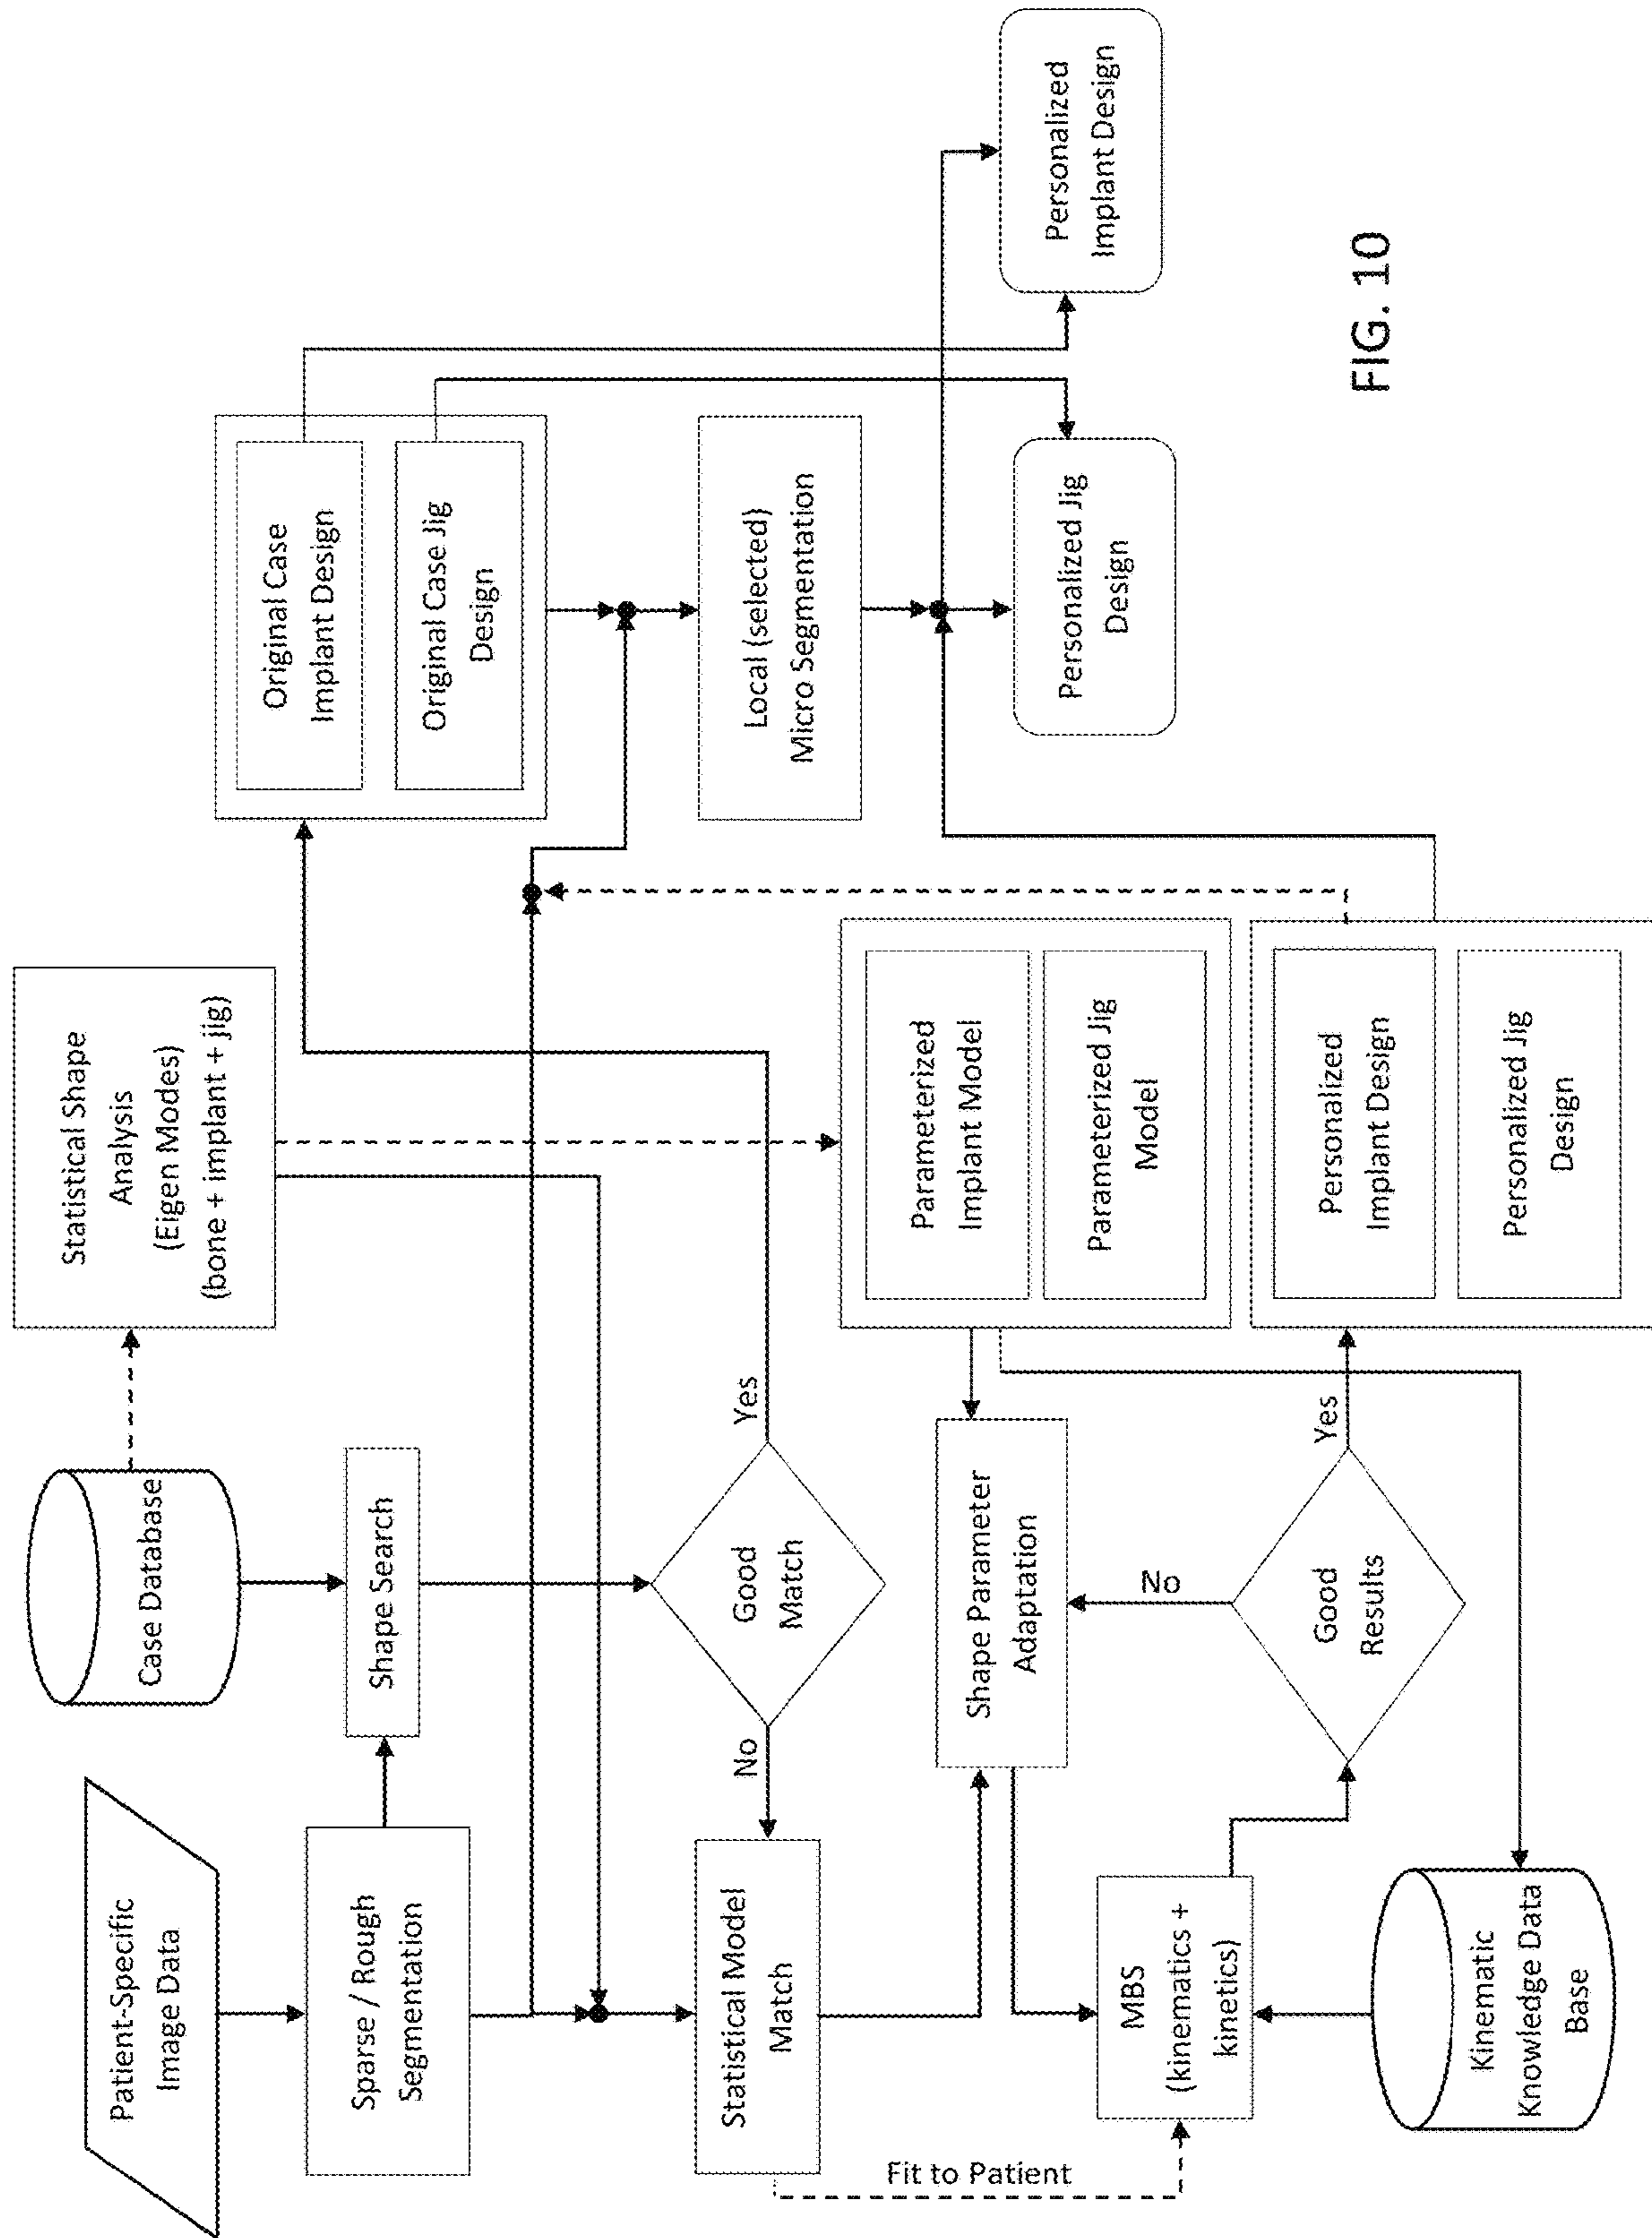 Patient-Specific
Image Data
Case Database
Statistical Shape
Analysis
(Eigen Modes)
(bone + implant + jig)
Sparse / Rough
Segmentation
Shape Search
Original Case
Implant Design
Original Case Jig
Design
Good
Match
No
Yes
Statistical Model
Match
Local (selected)
Micro Segmentation
Shape Parameter
Adaptation
Parameterized
Implant Model
Parameterized Jig
Model
Personalized Jig
Design
Personalized
Implant Design
Fit to Patient
MBS
(kinematics +
kinetics)
No
Good
Results
Yes
Personalized
Implant Design
Personalized Jig
Design
Kinematic
Knowledge Data
Base
FIG. 10